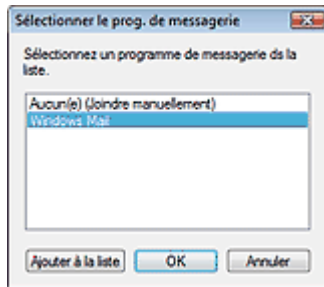 Sélectionner le prog. de messagerie
Sélectionnez un programme de messagerie ds la
liste.
Aucun(e) (Joindre manuellement)
Windows Mail
Ajouter à la liste
OK
Annuler